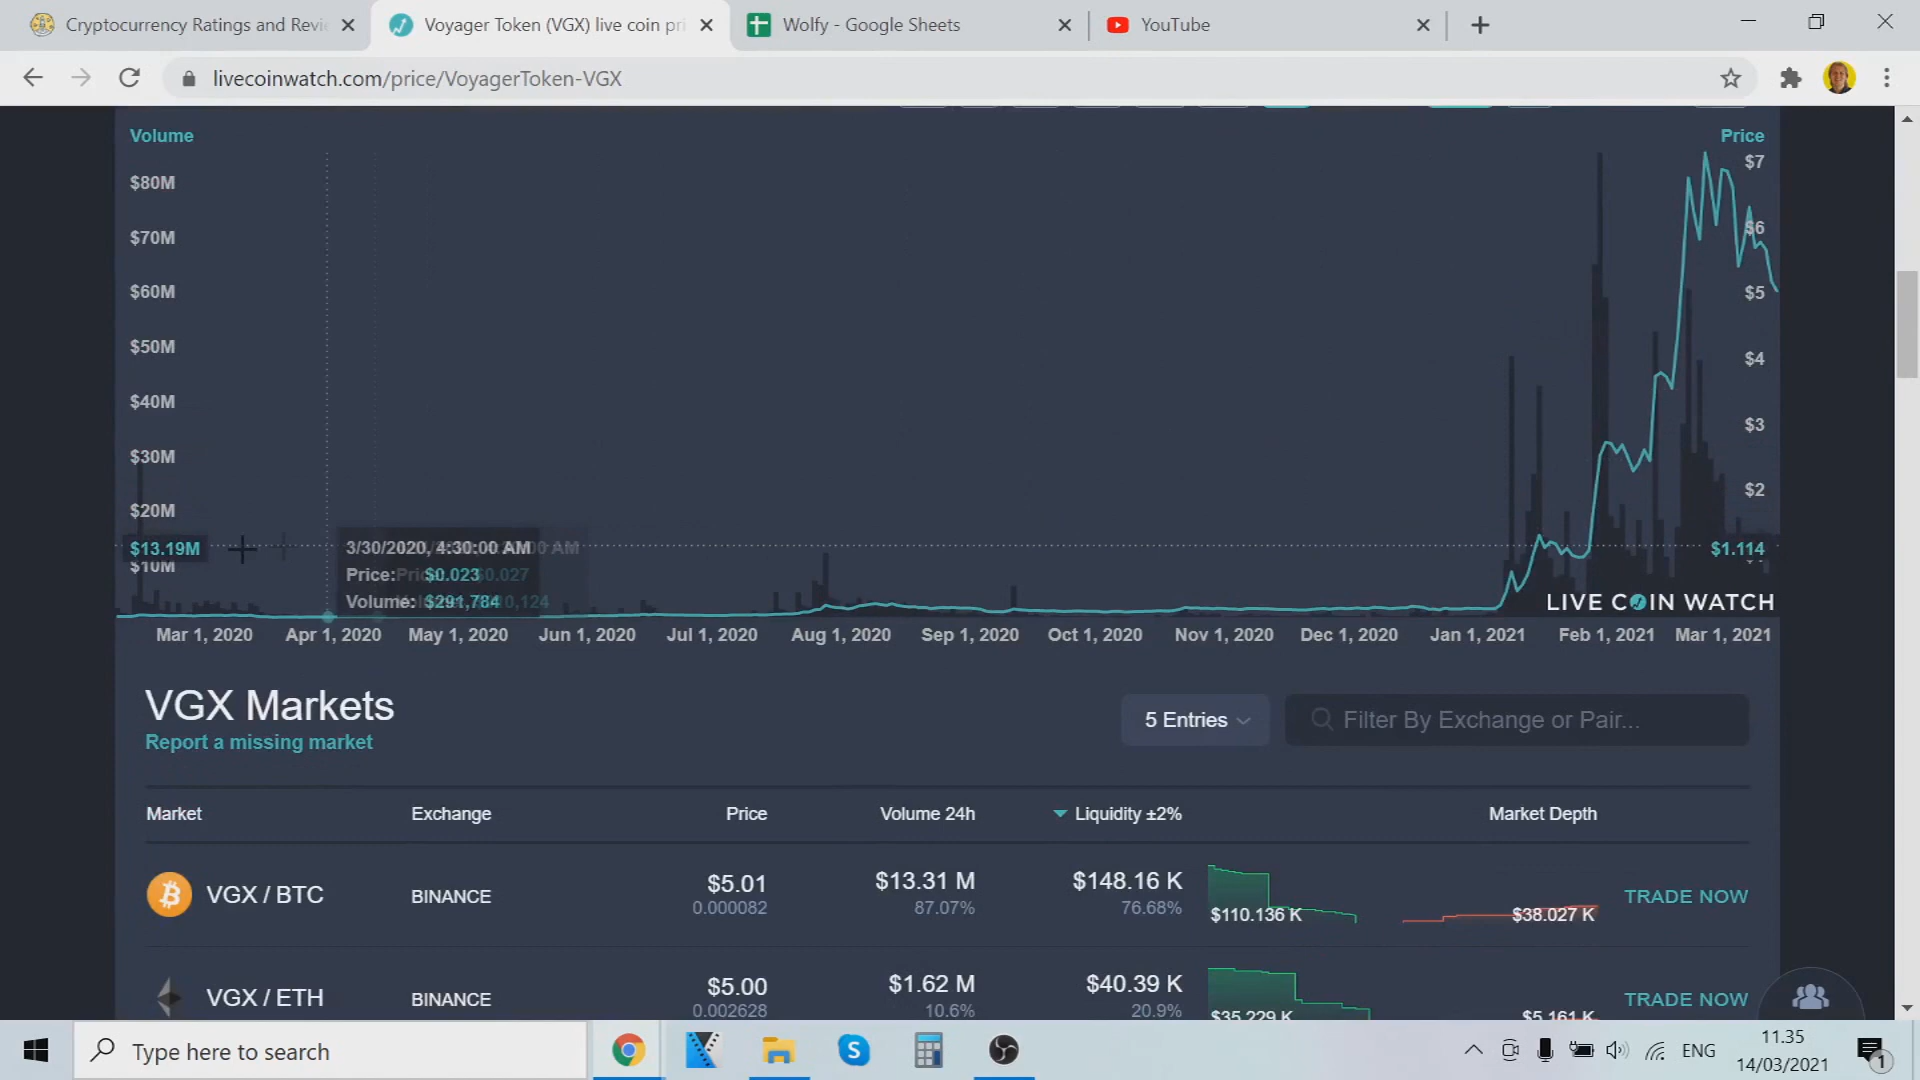 Cryptocurrency Ratings and Revi
Voyager Token (VGX) live coin pri
Wolfy - Google Sheets
YouTube
livecoinwatch.com/price/VoyagerToken-VGX
Volume
Price
$80M
$70M
$60M
$50M
$40M
$30M
$20M
$13.19M
$10M
$7
$6
$5
$4
$3
$2
$1.114
3/30/2020, 4:30:00 AM
Price: $0.023
Volume: $291,784
LIVE COIN WATCH
Mar 1, 2020 Apr 1, 2020 May 1, 2020 Jun 1, 2020 Jul 1, 2020 Aug 1, 2020 Sep 1, 2020 Oct 1, 2020 Nov 1, 2020 Dec 1, 2020 Jan 1, 2021 Feb 1, 2021 Mar 1, 2021
VGX Markets
Report a missing market
5 Entries
Filter By Exchange or Pair...
Market Exchange Price Volume 24h Liquidity ±2% Market Depth
VGX / BTC BINANCE $5.01 $13.31 M $148.16 K $110.136 K $38.027 K TRADE NOW
0.000082 87.07% 76.68%
VGX / ETH BINANCE $5.00 $1.62 M $40.39 K $35.229 K $5.161 K TRADE NOW
0.002628 10.6% 20.9%
Type here to search
ENG
11.35
14/03/2021
1